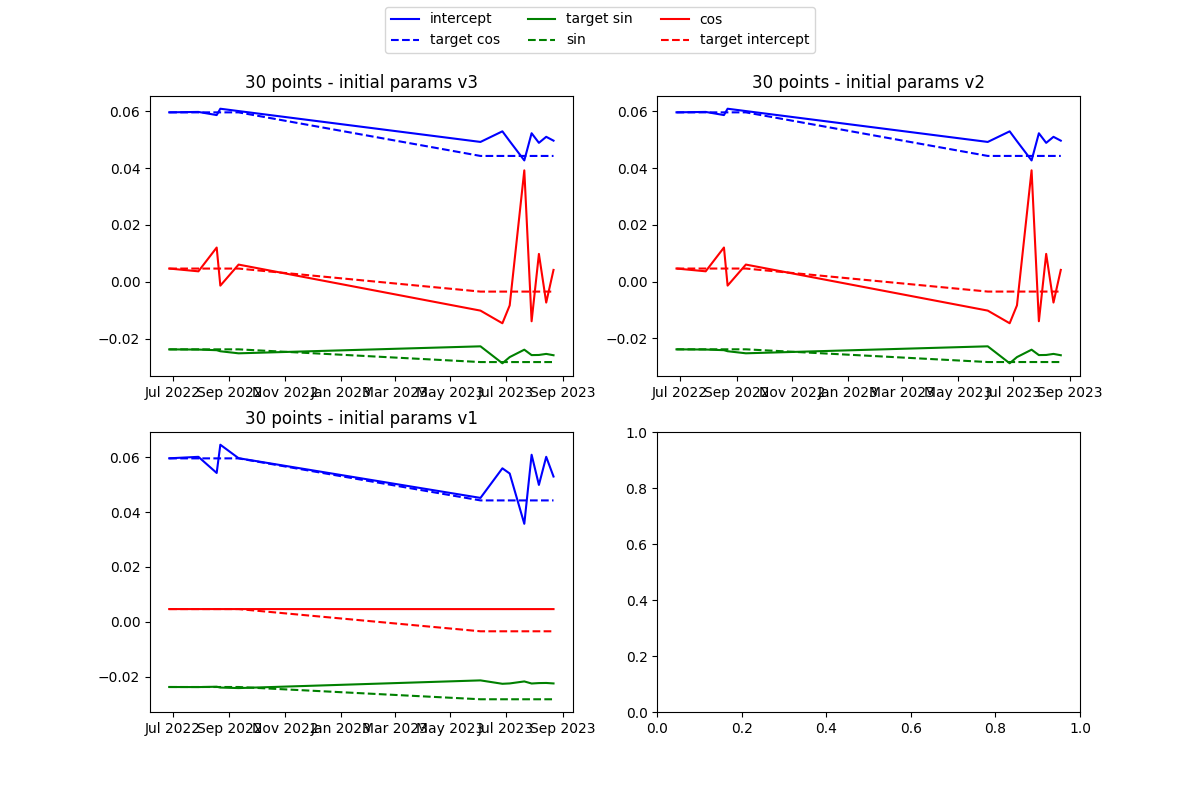 intercept target sin cos
target cos sin target intercept
30 points - initial params v3
30 points - initial params v2
0.06
0.04
0.02
0.00
−0.02
Jul 2022 Sep 2022 Nov 2022 Jan 2023 Mar 2023 May 2023 Jul 2023 Sep 2023
0.06
0.04
0.02
0.00
−0.02
Jul 2022 Sep 2022 Nov 2022 Jan 2023 Mar 2023 May 2023 Jul 2023 Sep 2023
30 points - initial params v1
0.06
0.04
0.02
0.00
−0.02
Jul 2022 Sep 2022 Nov 2022 Jan 2023 Mar 2023 May 2023 Jul 2023 Sep 2023
1.0
0.8
0.6
0.4
0.2
0.0
0.0 0.2 0.4 0.6 0.8 1.0